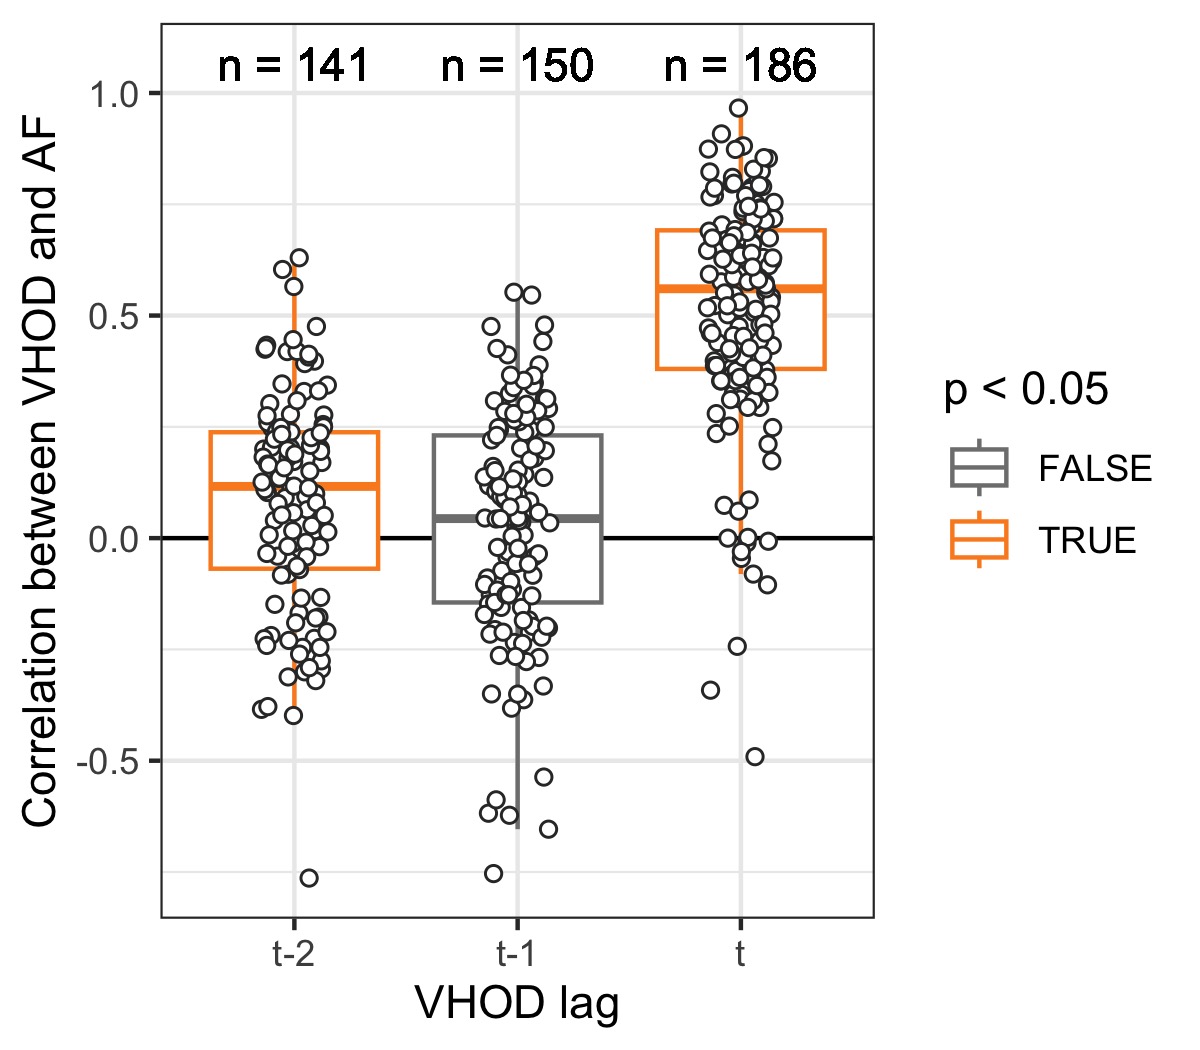 n = 141 n = 150 n = 186
1.0
0.5
0.0
-0.5
Correlation between VHOD and AF
t-2 t-1 t
VHOD lag
p < 0.05
FALSE
TRUE